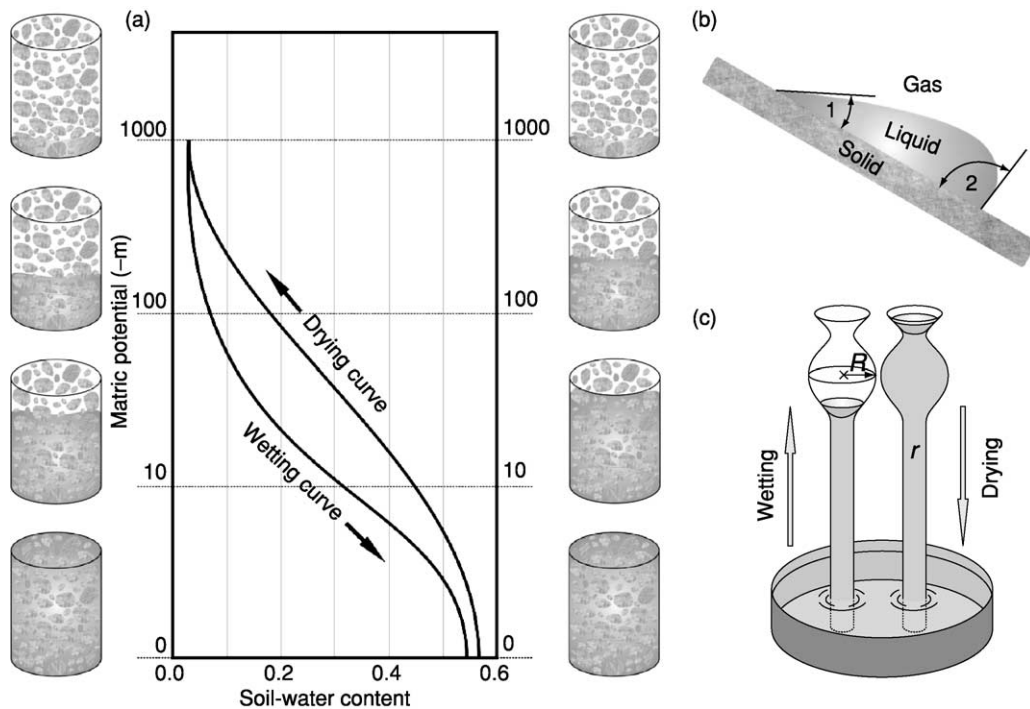 (a)
Matric potential (–m)
1000
100
10
0
1000
100
10
0
Drying curve
Wetting curve
0.0
0.2
0.4
0.6
Soil-water content
(b)
Gas
1
Liquid
Solid
2
(c)
R
r
Wetting
Drying